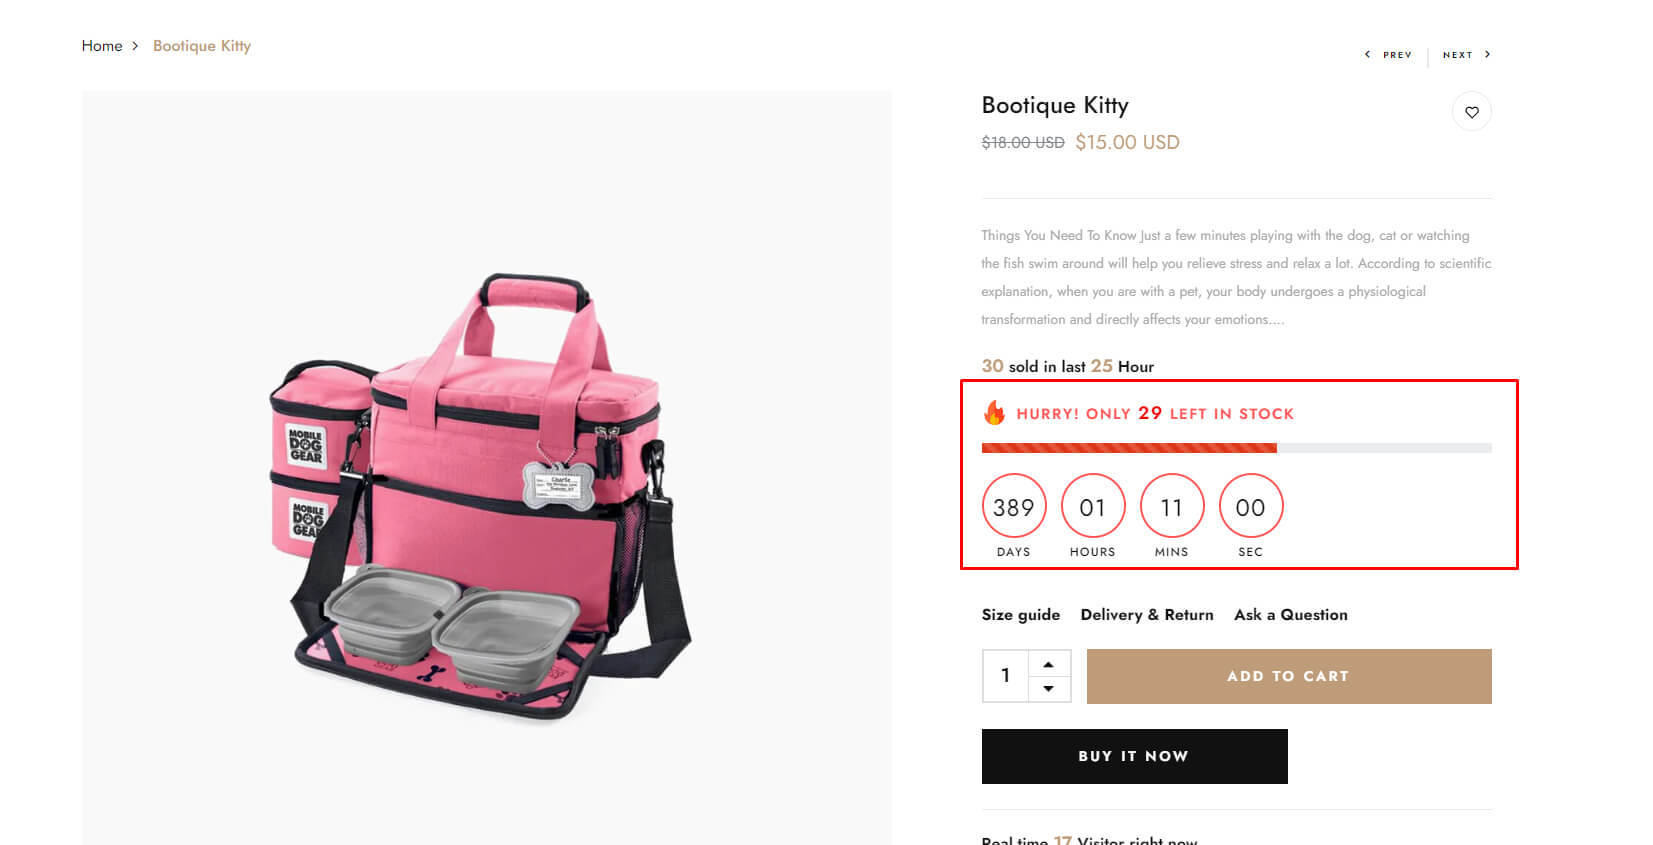 Home > Bootique Kitty
PREV | NEXT
Bootique Kitty
$18.00 USD $15.00 USD
Things You Need To Know Just a few minutes playing with the dog, cat or watching
the fish swim around will help you relieve stress and relax a lot. According to scientific
explanation, when you are with a pet, your body undergoes a physiological
transformation and directly affects your emotions....
30 sold in last 25 Hour
HURRY! ONLY 29 LEFT IN STOCK
389 01 11 00
DAYS HOURS MINS SEC
Size guide Delivery & Return Ask a Question
1 ADD TO CART
BUY IT NOW
Real time 17 Visitor right now
MOBILE
DOG
GEAR
MOBILE
DOG
GEAR
Charlie